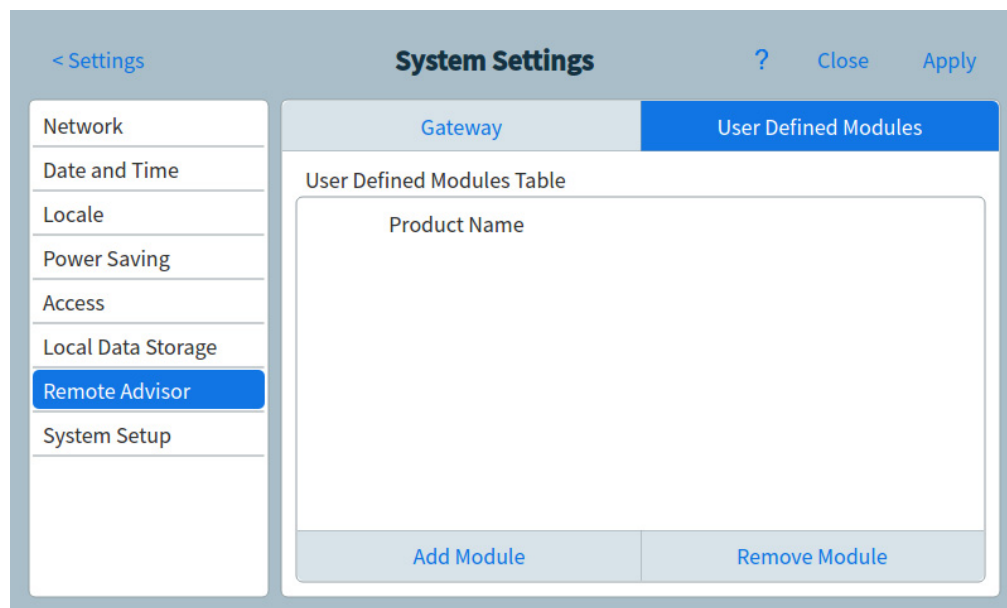 < Settings System Settings ? Close Apply
Network
Date and Time
Locale
Power Saving
Access
Local Data Storage
Remote Advisor
System Setup
Gateway User Defined Modules
User Defined Modules Table
Product Name
Add Module Remove Module